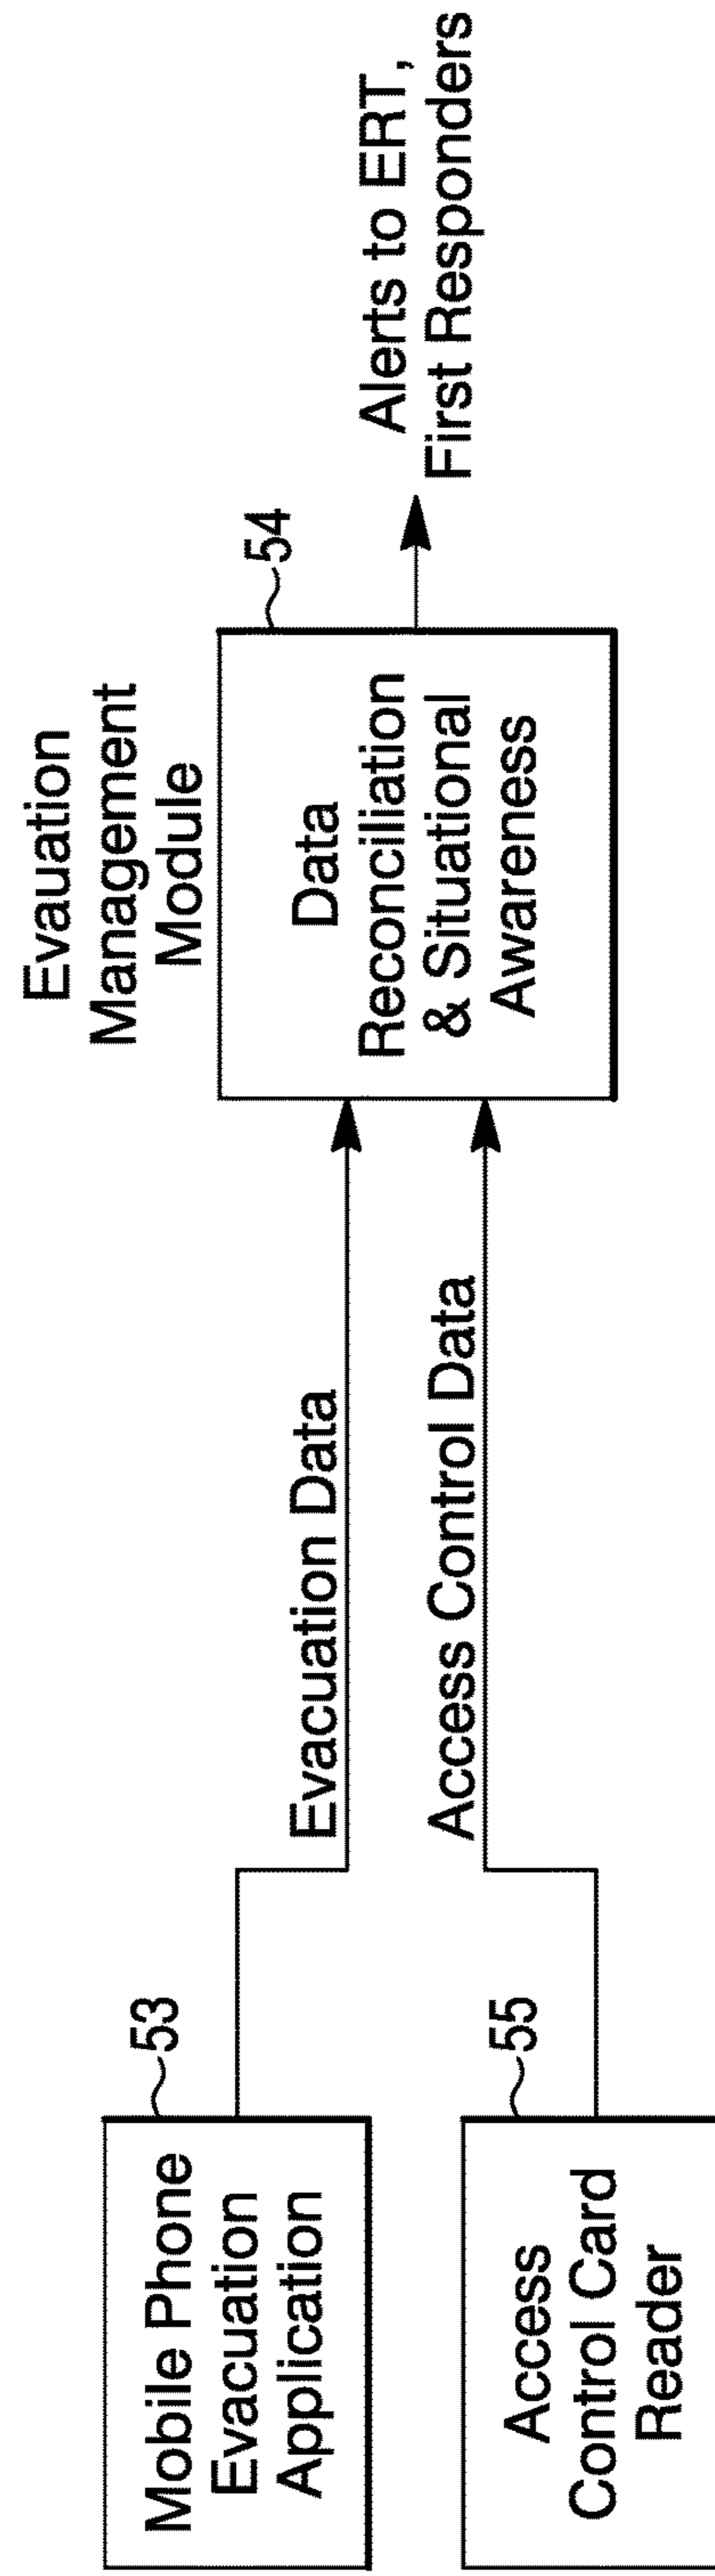 Mobile Phone
Evacuation
Application
53
Access
Control Card
Reader
55
Evacuation Data
Access Control Data
Evauation
Management
Module
54
Data
Reconciliation
& Situational
Awareness
Alerts to ERT,
First Responders